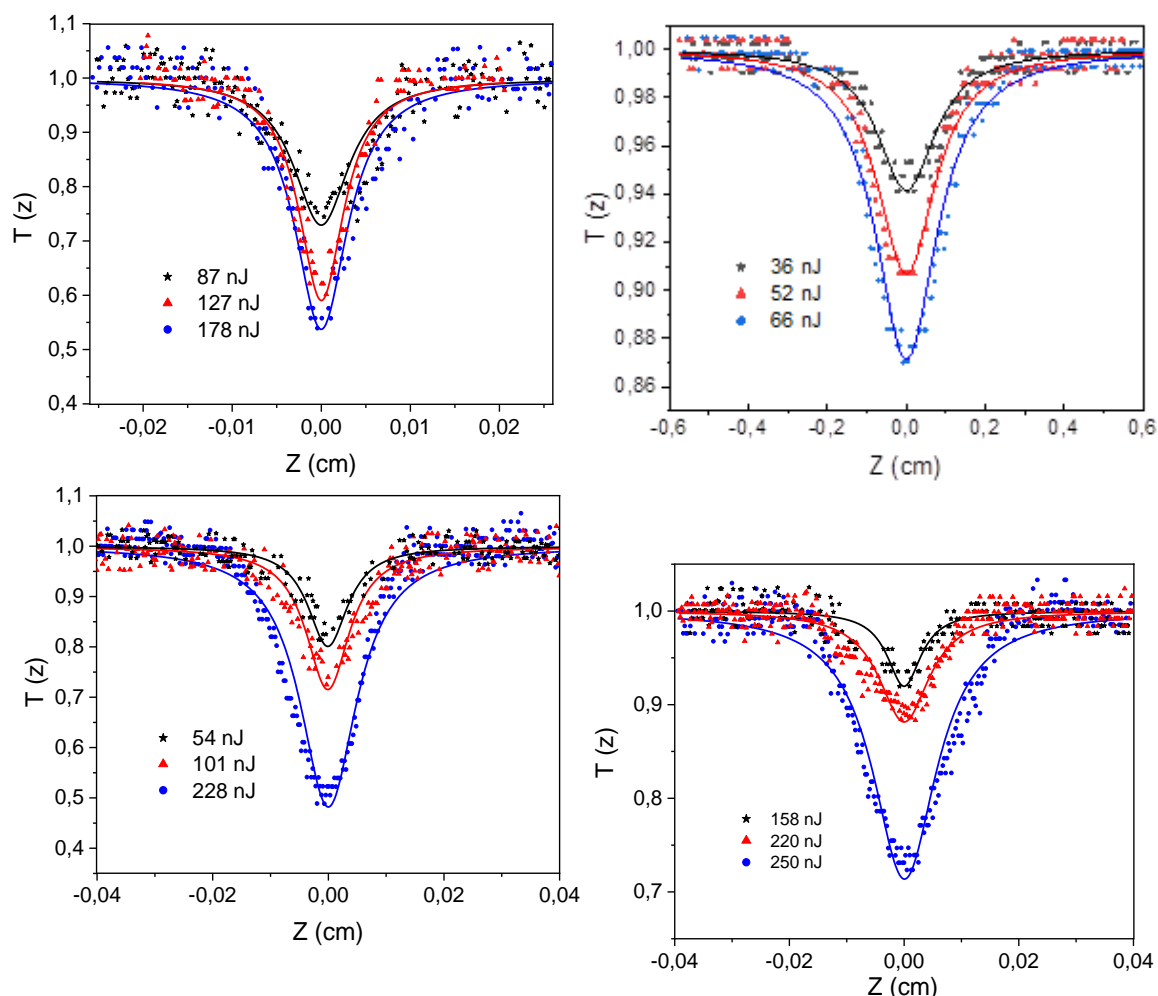 1,1
1,0
0,9
0,8
0,7
0,6
0,5
0,4
T (z)
87 nJ
127 nJ
178 nJ
-0,02 -0,01 0,00 0,01 0,02
Z (cm)
1,00
0,98
0,96
0,94
0,92
0,90
0,88
0,86
T (z)
36 nJ
52 nJ
66 nJ
-0,6 -0,4 -0,2 0,0 0,2 0,4 0,6
Z (cm)
1,1
1,0
0,9
0,8
0,7
0,6
0,5
0,4
T (z)
54 nJ
101 nJ
228 nJ
-0,04 -0,02 0,00 0,02 0,04
Z (cm)
1,0
0,9
0,8
0,7
T (z)
158 nJ
220 nJ
250 nJ
-0,04 -0,02 0,00 0,02 0,04
Z (cm)